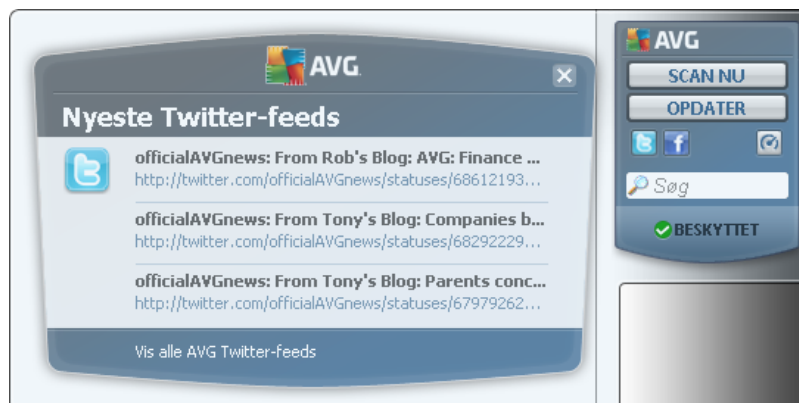 AVG
Nyeste Twitter-feeds
officialAVGnews: From Rob's Blog: AVG: Finance ...
http://twitter.com/officialAVGnews/statuses/68612193...
officialAVGnews: From Tony's Blog: Companies b...
http://twitter.com/officialAVGnews/statuses/68292229...
officialAVGnews: From Tony's Blog: Parents conc...
http://twitter.com/officialAVGnews/statuses/67979262...
Vis alle AVG Twitter-feeds
AVG
SCAN NU
OPDATER
Søg
BESKYTTET